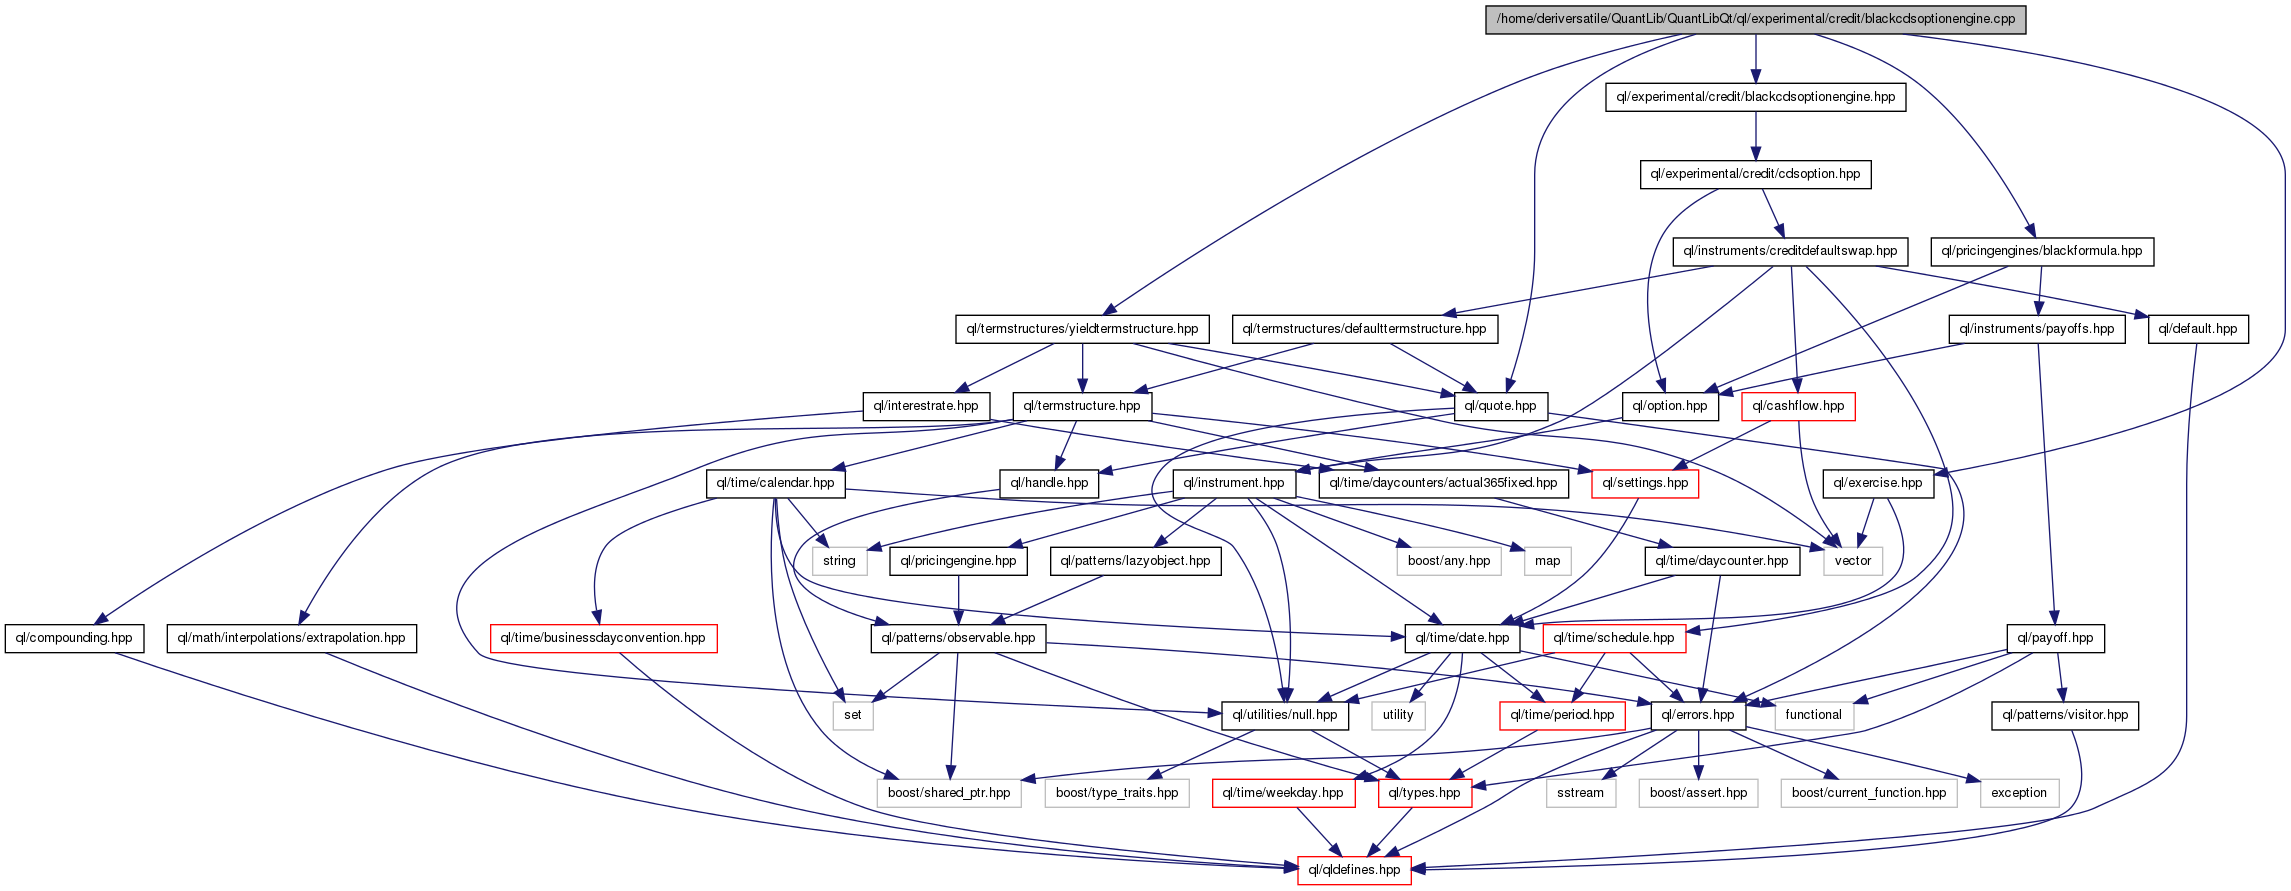 /home/deriversatile/QuantLib/QuantLibQt/ql/experimental/credit/blackcdsoptionengine.cpp
ql/experimental/credit/blackcdsoptionengine.hpp
ql/experimental/credit/cdsoption.hpp
ql/instruments/creditdefaultswap.hpp
ql/pricingengines/blackformula.hpp
ql/termstructures/yieldtermstructure.hpp
ql/termstructures/defaulttermstructure.hpp
ql/instruments/payoffs.hpp
ql/default.hpp
ql/interestrate.hpp
ql/termstructure.hpp
ql/quote.hpp
ql/option.hpp
ql/cashflow.hpp
ql/time/calendar.hpp
ql/handle.hpp
ql/instrument.hpp
ql/time/daycounters/actual365fixed.hpp
ql/settings.hpp
ql/exercise.hpp
string
ql/pricingengine.hpp
ql/patterns/lazyobject.hpp
boost/any.hpp
map
ql/time/daycounter.hpp
vector
ql/compounding.hpp
ql/math/interpolations/extrapolation.hpp
ql/time/businessdayconvention.hpp
ql/patterns/observable.hpp
ql/time/date.hpp
ql/time/schedule.hpp
ql/payoff.hpp
set
ql/utilities/null.hpp
utility
ql/time/period.hpp
ql/errors.hpp
functional
ql/patterns/visitor.hpp
boost/shared_ptr.hpp
boost/type_traits.hpp
ql/time/weekday.hpp
ql/types.hpp
sstream
boost/assert.hpp
boost/current_function.hpp
exception
ql/qldefines.hpp